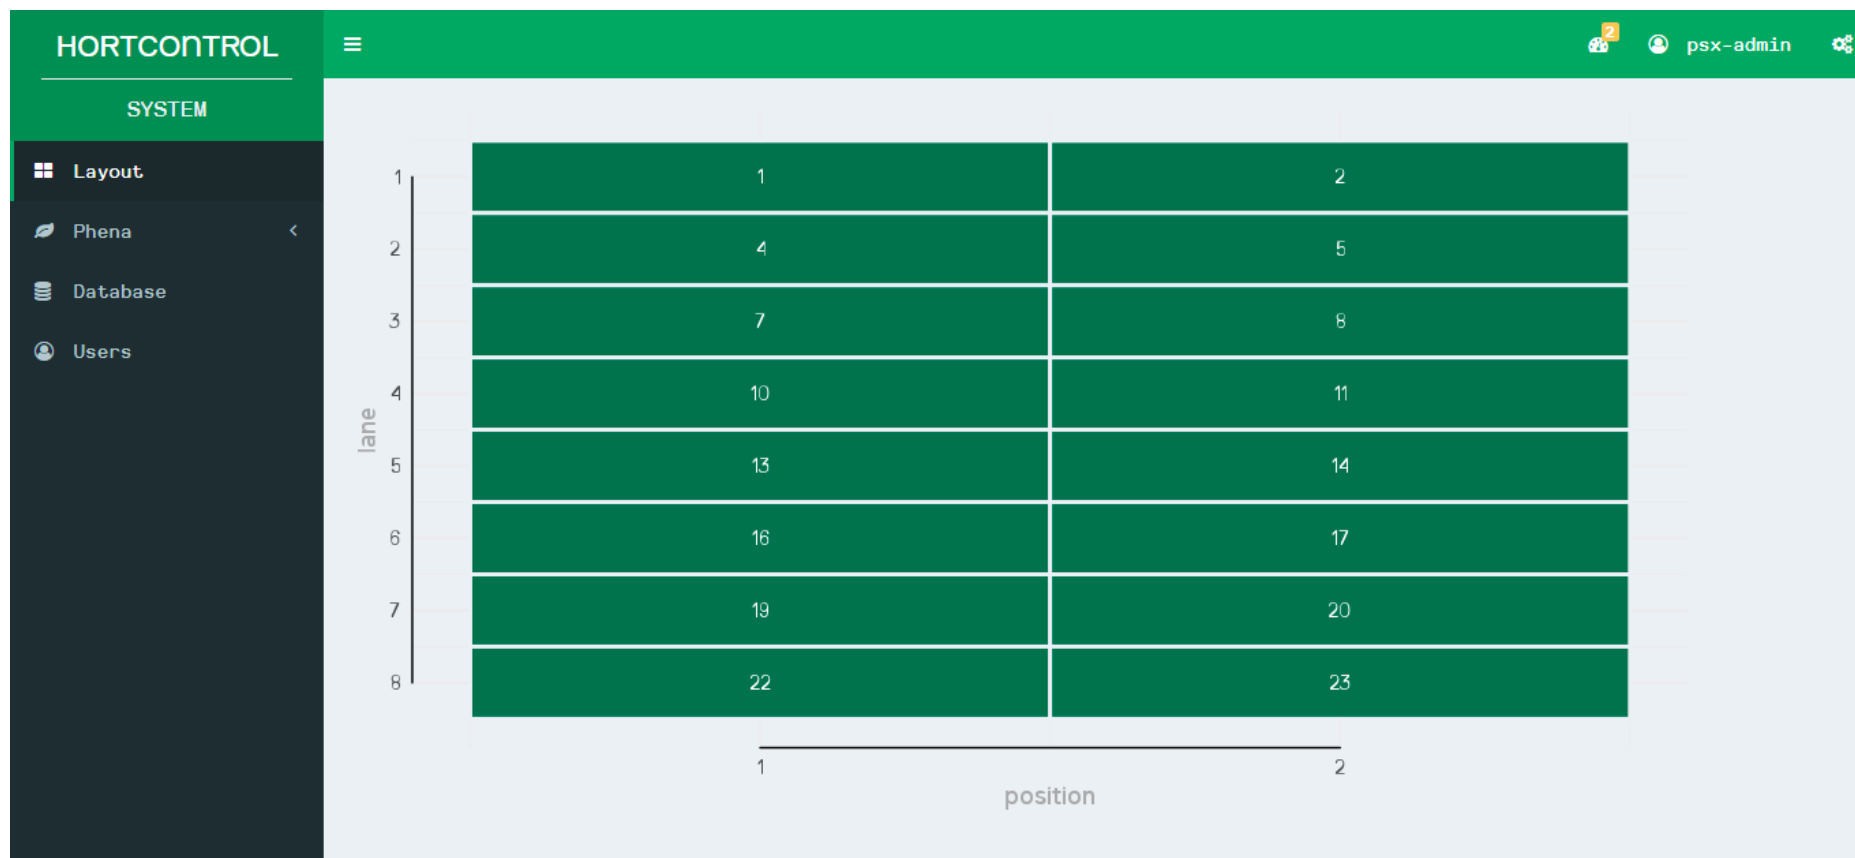 HORTCONTROL
2
psx-admin
SYSTEM
Layout
Phena
Database
Users
lane
1 1 2
2 4 5
3 7 8
4 10 11
5 13 14
6 16 17
7 19 20
8 22 23
1 2
position